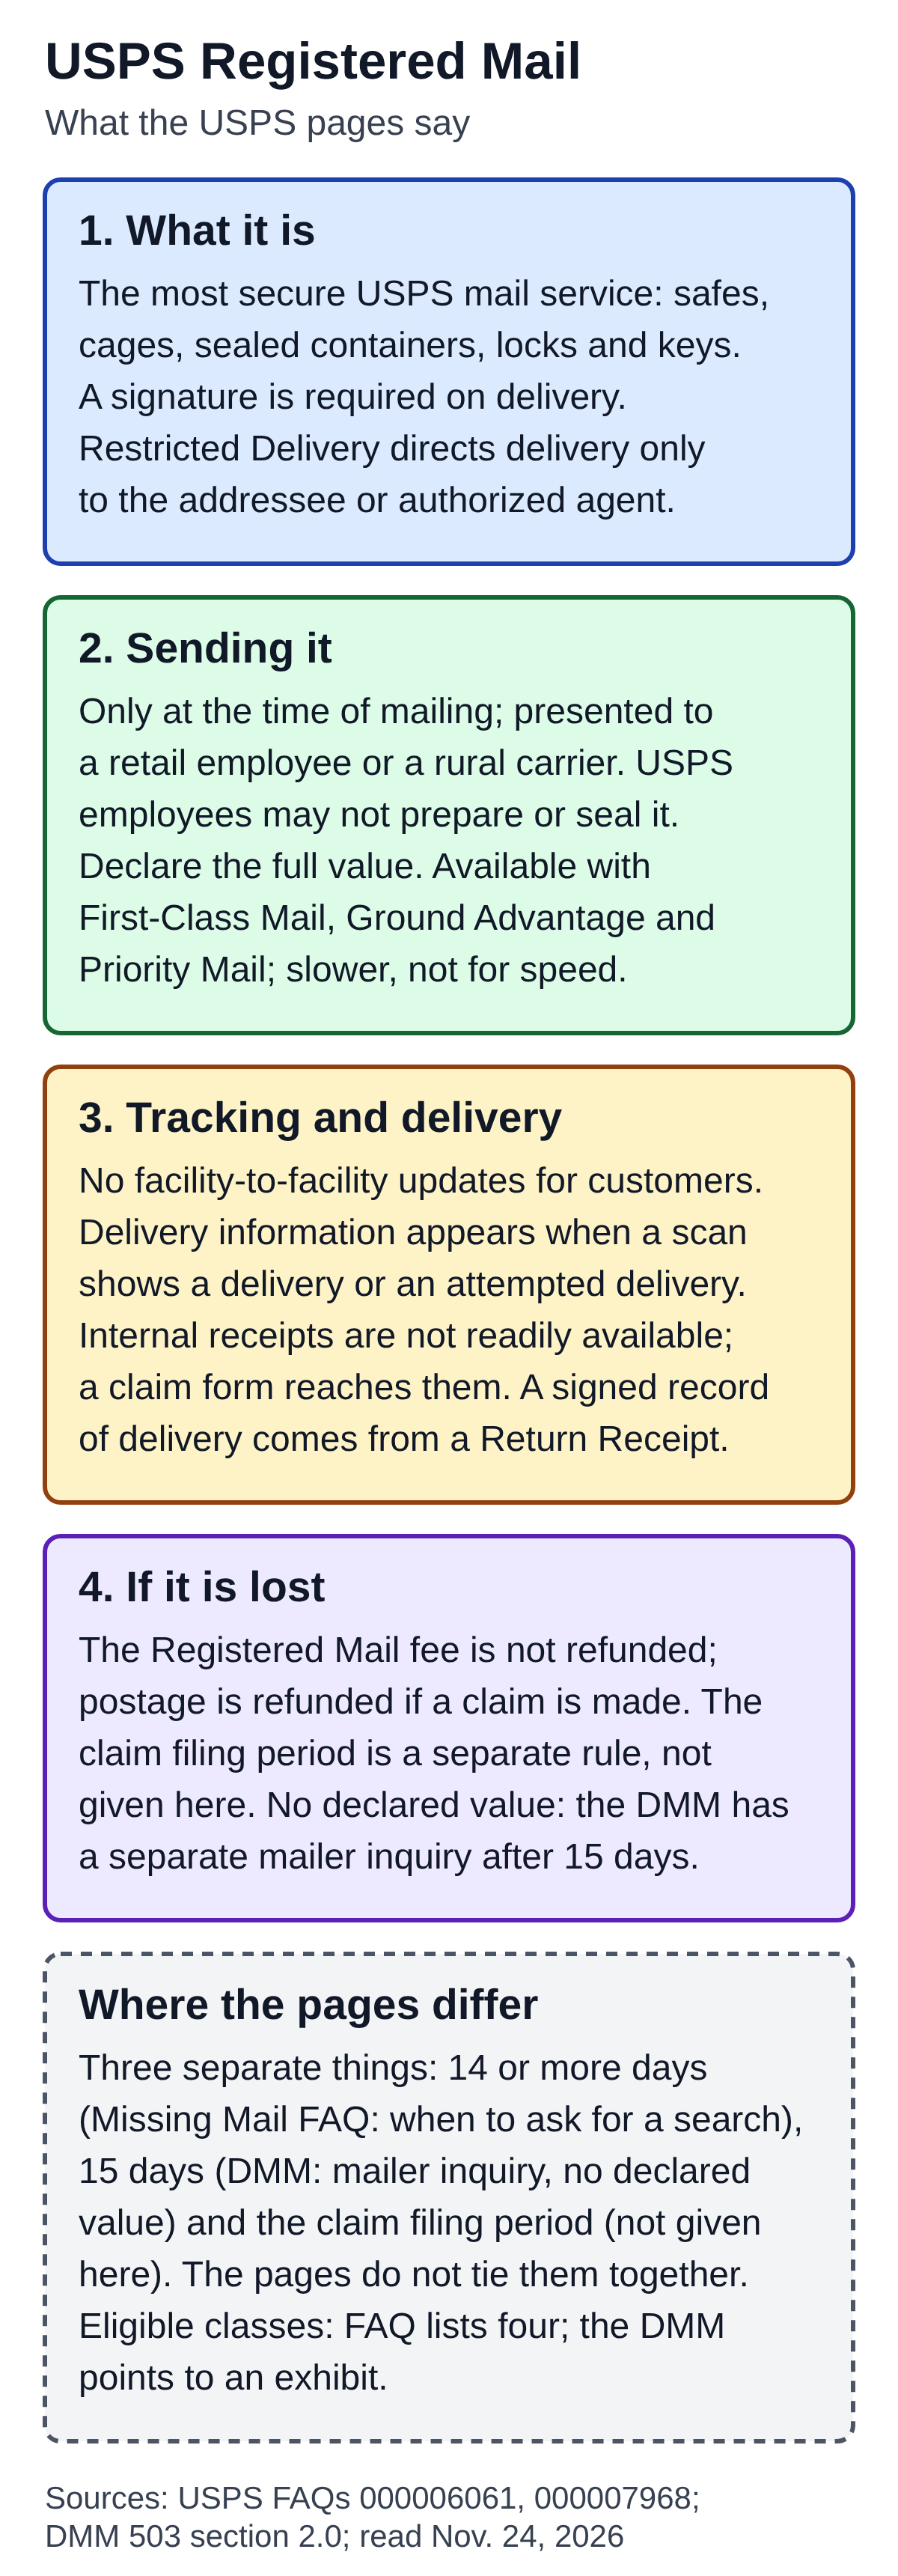 USPS Registered Mail
What the USPS pages say
1. What it is
The most secure USPS mail service: safes,
cages, sealed containers, locks and keys.
A signature is required on delivery.
Restricted Delivery directs delivery only
to the addressee or authorized agent.
2. Sending it
Only at the time of mailing; presented to
a retail employee or a rural carrier. USPS
employees may not prepare or seal it.
Declare the full value. Available with
First-Class Mail, Ground Advantage and
Priority Mail; slower, not for speed.
3. Tracking and delivery
No facility-to-facility updates for customers.
Delivery information appears when a scan
shows a delivery or an attempted delivery.
Internal receipts are not readily available;
a claim form reaches them. A signed record
of delivery comes from a Return Receipt.
4. If it is lost
The Registered Mail fee is not refunded;
postage is refunded if a claim is made. The
claim filing period is a separate rule, not
given here. No declared value: the DMM has
a separate mailer inquiry after 15 days.
Where the pages differ
Three separate things: 14 or more days
(Missing Mail FAQ: when to ask for a search),
15 days (DMM: mailer inquiry, no declared
value) and the claim filing period (not given
here). The pages do not tie them together.
Eligible classes: FAQ lists four; the DMM
points to an exhibit.
Sources: USPS FAQs 000006061, 000007968;
DMM 503 section 2.0; read Nov. 24, 2026